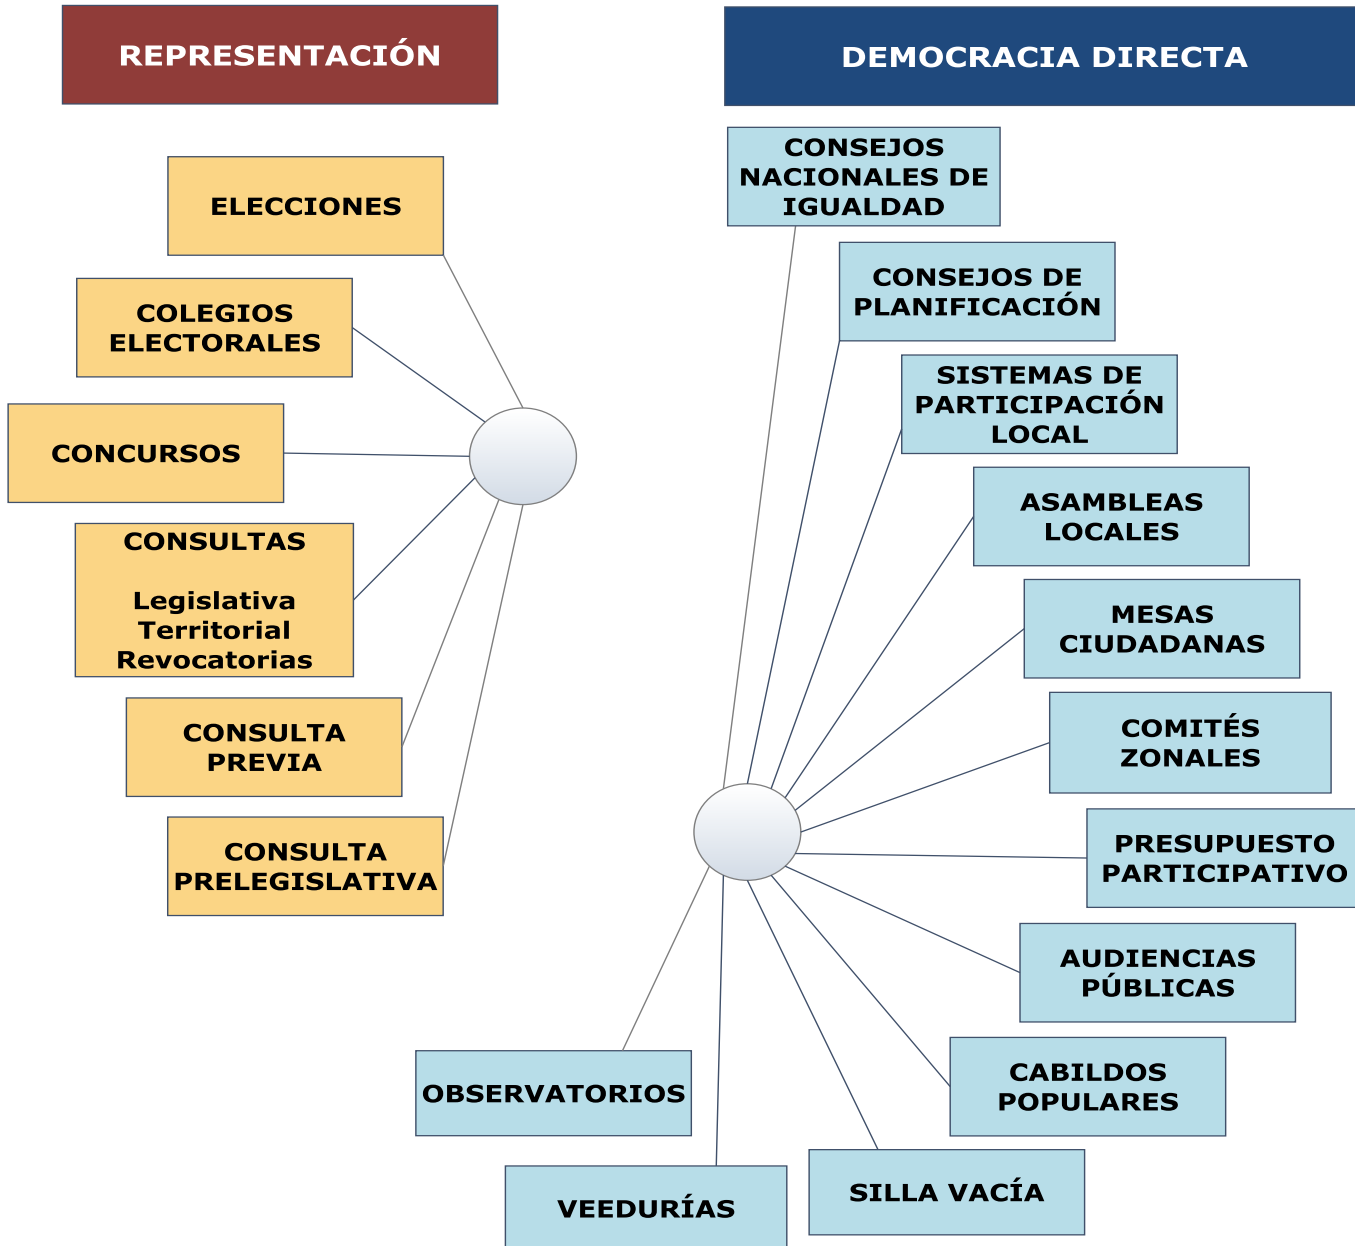 REPRESENTACIÓN
ELECCIONES
COLEGIOS
ELECTORALES
CONCURSOS
CONSULTAS
Legislativa
Territorial
Revocatorias
CONSULTA
PREVIA
CONSULTA
PRELEGISLATIVA
DEMOCRACIA DIRECTA
CONSEJOS
NACIONALES DE
IGUALDAD
CONSEJOS DE
PLANIFICACIÓN
SISTEMAS DE
PARTICIPACIÓN
LOCAL
ASAMBLEAS
LOCALES
MESAS
CIUDADANAS
COMITÉS
ZONALES
PRESUPUESTO
PARTICIPATIVO
AUDIENCIAS
PÚBLICAS
CABILDOS
POPULARES
SILLA VACÍA
VEEDURÍAS
OBSERVATORIOS